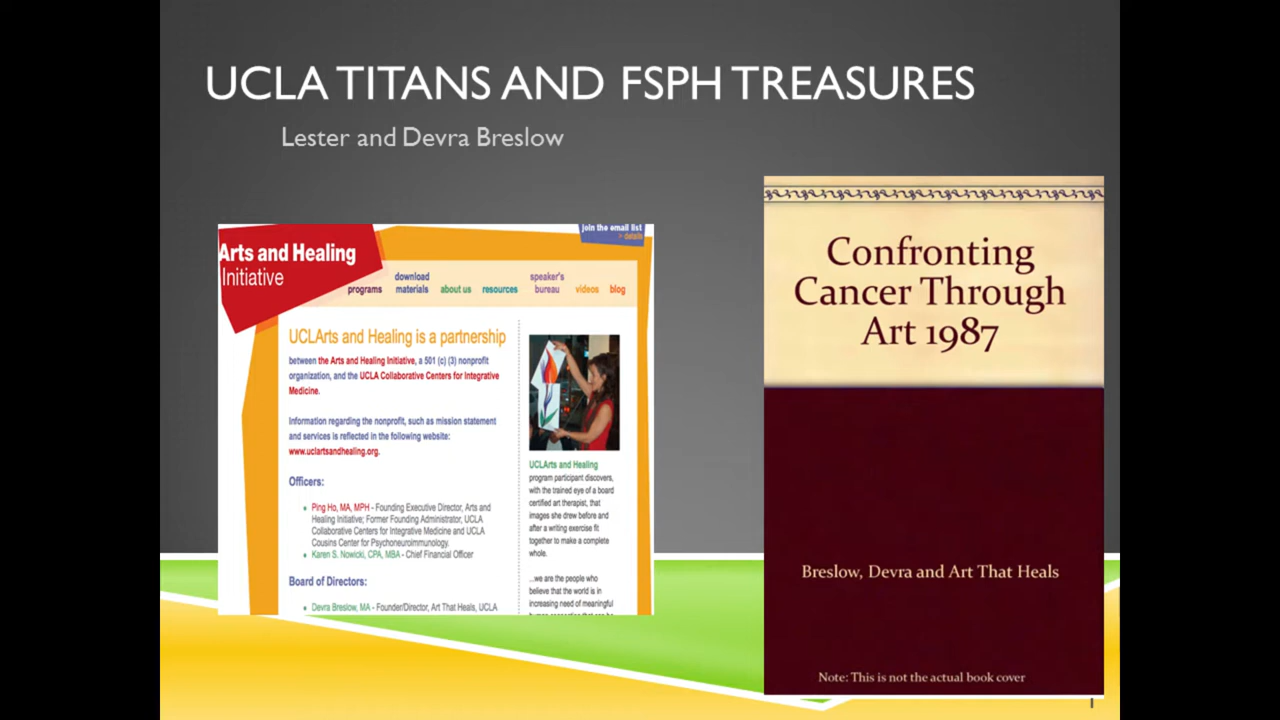 UCLA TITANS AND FSPH TREASURES
Lester and Devra Breslow
Arts and Healing
Initiative
join the email list
> details
programs
download
materials
about us
resources
speaker's
bureau
videos
blog
UCLArts and Healing is a partnership
between the Arts and Healing Initiative, a 501 (c) (3) nonprofit
organization, and the UCLA Collaborative Centers for Integrative
Medicine.
Information regarding the nonprofit, such as mission statement
and services is reflected in the following website:
www.uclartsandhealing.org.
Officers:
Ping Ho, MA, MPH - Founding Executive Director, Arts and
Healing Initiative; Former Founding Administrator, UCLA
Collaborative Centers for Integrative Medicine and UCLA
Cousins Center for Psychoneuroimmunology.
Karen S. Nowicki, CPA, MBA - Chief Financial Officer
Board of Directors:
Devra Breslow, MA - Founder/Director, Art That Heals, UCLA
UCLArts and Healing
program participant discovers,
with the trained eye of a board
certified art therapist, that
images she drew before and
after a writing exercise fit
together to make a complete
whole.
...we are the people who
believe that the world is in
increasing need of meaningful
Confronting
Cancer Through
Art 1987
Breslow, Devra and Art That Heals
Note: This is not the actual book cover
1